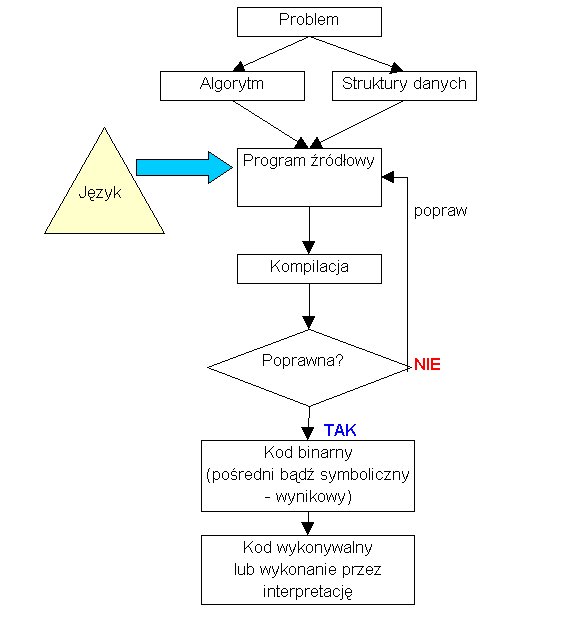 Problem
Algorytm
Struktury danych
Program źródłowy
Język
popraw
Kompilacja
Poprawna?
NIE
TAK
Kod binarny
(pośredni bądź symboliczny
- wynikowy)
Kod wykonywalny
lub wykonanie przez
interpretację